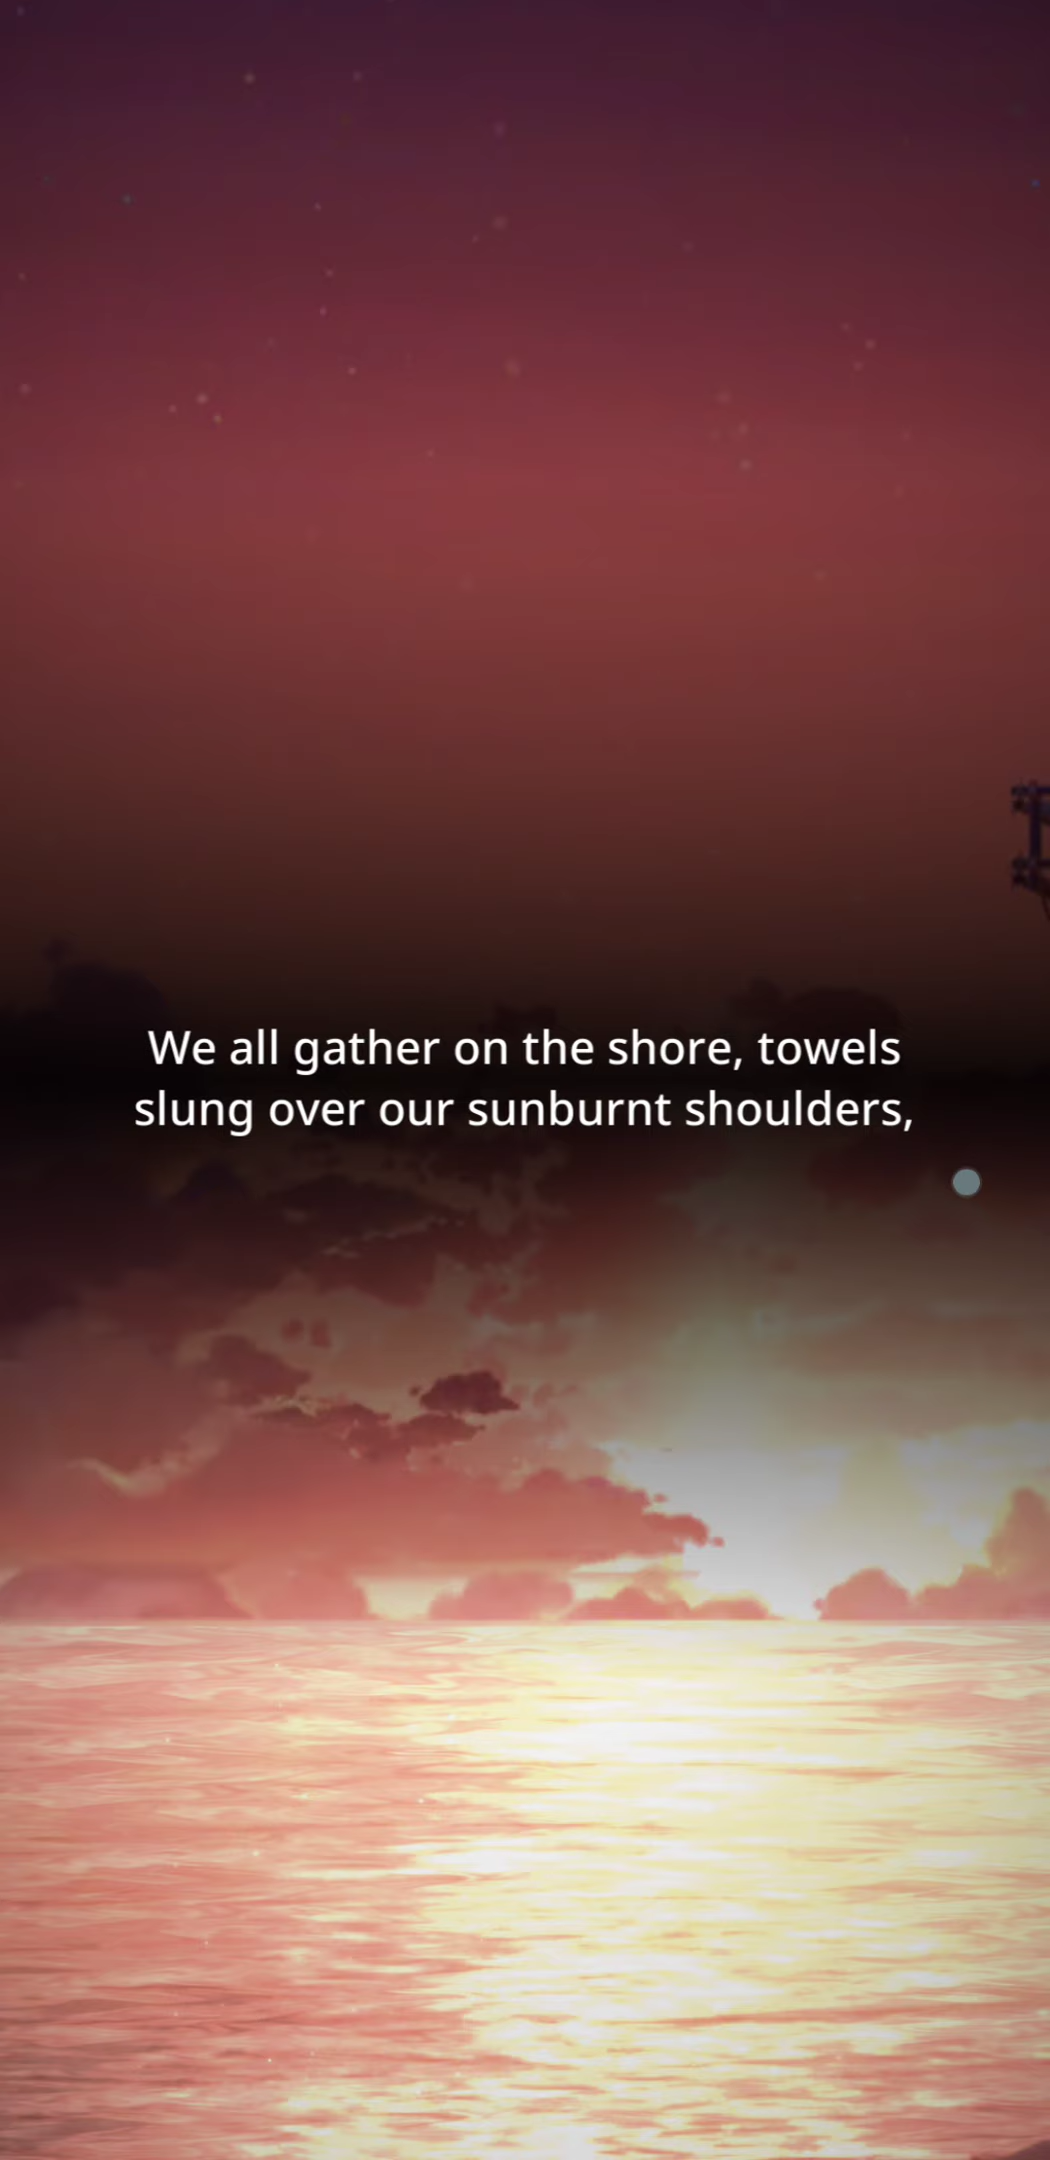 We all gather on the shore, towels
slung over our sunburnt shoulders,